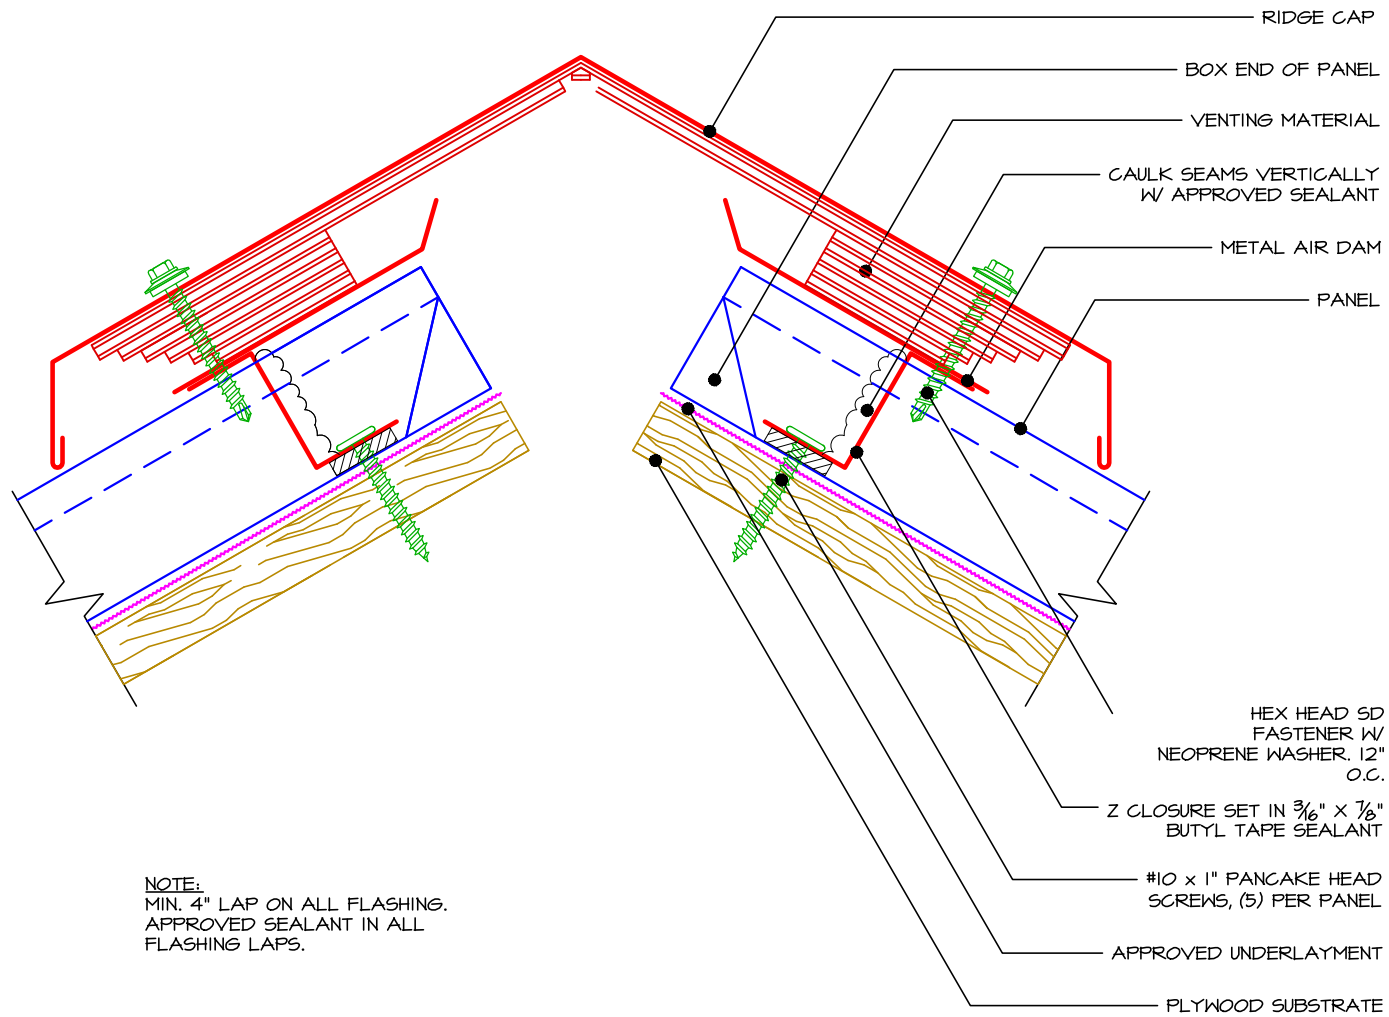 RIDGE CAP
BOX END OF PANEL
VENTING MATERIAL
CAULK SEAMS VERTICALLY
W/ APPROVED SEALANT
METAL AIR DAM
PANEL
HEX HEAD SD
FASTENER W/
NEOPRENE WASHER. 12"
O.C.
Z CLOSURE SET IN 3/16" X 7/8"
BUTYL TAPE SEALANT
#10 x 1" PANCAKE HEAD
SCREWS, (5) PER PANEL
APPROVED UNDERLAYMENT
PLYWOOD SUBSTRATE
NOTE:
MIN. 4" LAP ON ALL FLASHING.
APPROVED SEALANT IN ALL
FLASHING LAPS.